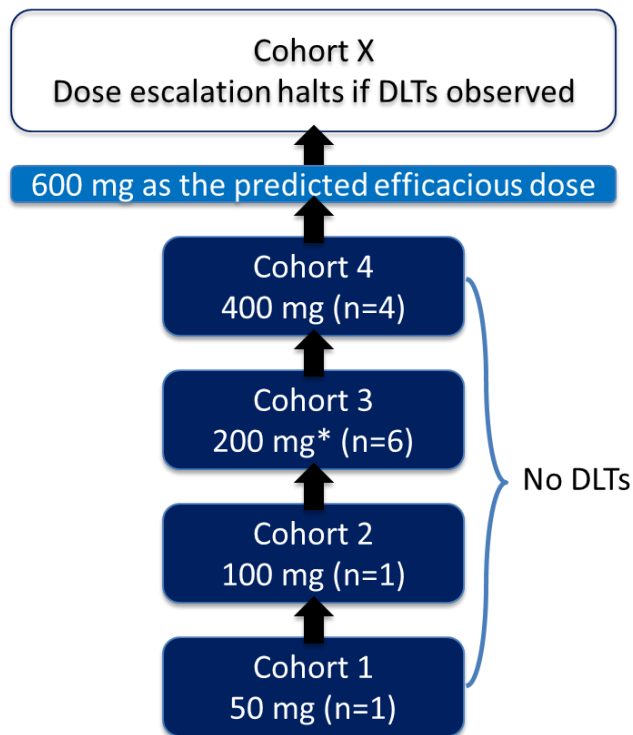 Cohort X
Dose escalation halts if DLTs observed
600 mg as the predicted efficacious dose
Cohort 4
400 mg (n=4)
Cohort 3
200 mg* (n=6)
No DLTs
Cohort 2
100 mg (n=1)
Cohort 1
50 mg (n=1)